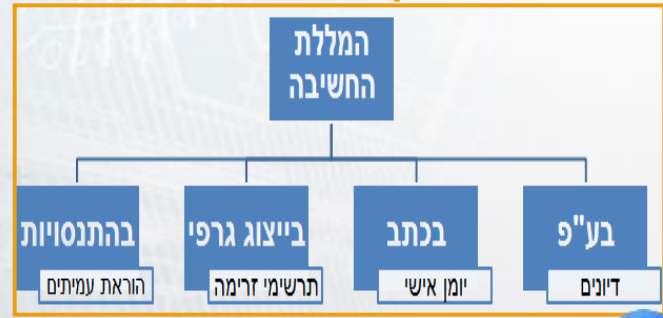 המללת
החשיבה
בע"פ
דיונים
בכתב
יומן אישי
בייצוג גרפי
תרשימי זרימה
בהתנסויות
הוראת עמיתים